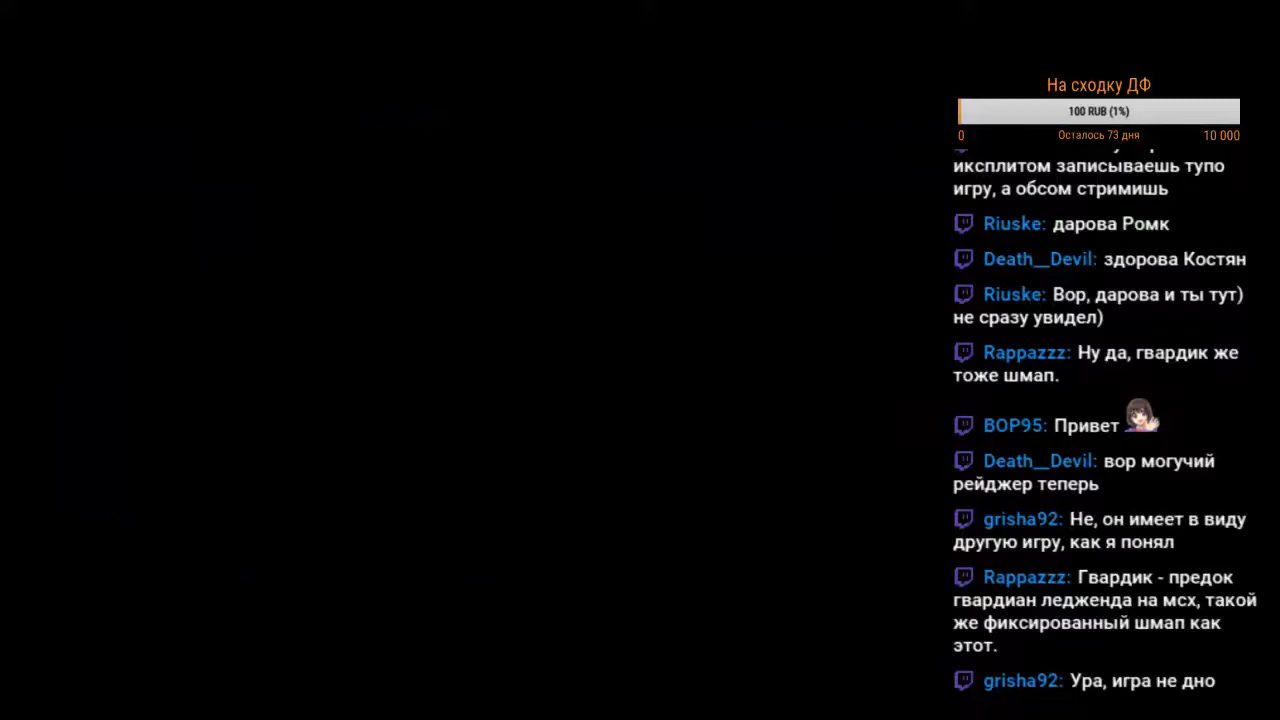 На сходку ДФ
100 RUB (1%)
0 Осталось 73 дня 10 000
иксплитом записываешь тупо
игру, а обсом стримишь
Riuske: дарова Ромк
Death__Devil: здорова Костян
Riuske: Вор, дарова и ты тут)
не сразу увидел)
Rappazzz: Ну да, гвардик же
тоже шмап.
BOP95: Привет
Death__Devil: вор могучий
рейджер теперь
grisha92: Не, он имеет в виду
другую игру, как я понял
Rappazzz: Гвардик - предок
гвардиан ледженда на мсх, такой
же фиксированный шмап как
этот.
grisha92: Ура, игра не дно